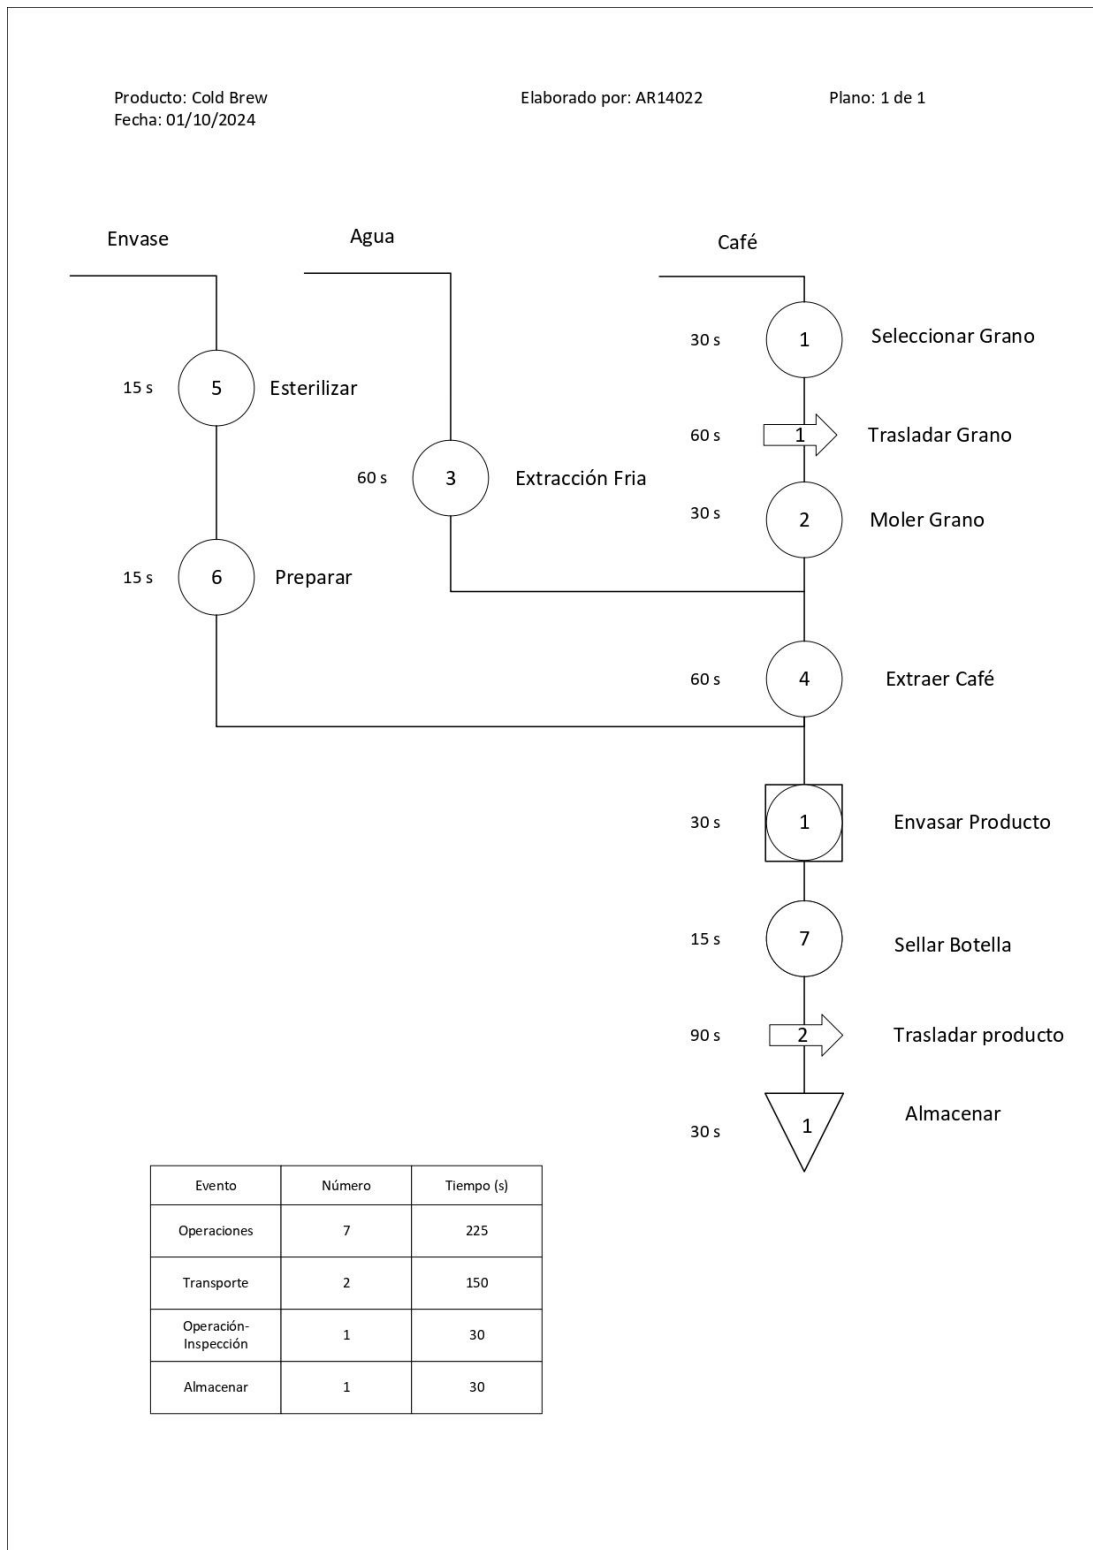 Producto: Cold Brew
Fecha: 01/10/2024
Elaborado por: AR14022
Plano: 1 de 1
Envase
Agua
Café
30 s
1
Seleccionar Grano
15 s
5
Esterilizar
60 s
1
Trasladar Grano
60 s
3
Extracción Fria
30 s
2
Moler Grano
15 s
6
Preparar
60 s
4
Extraer Café
30 s
1
Envasar Producto
15 s
7
Sellar Botella
90 s
2
Trasladar producto
30 s
1
Almacenar
Evento Número Tiempo (s)
Operaciones 7 225
Transporte 2 150
Operación-
Inspección 1 30
Almacenar 1 30